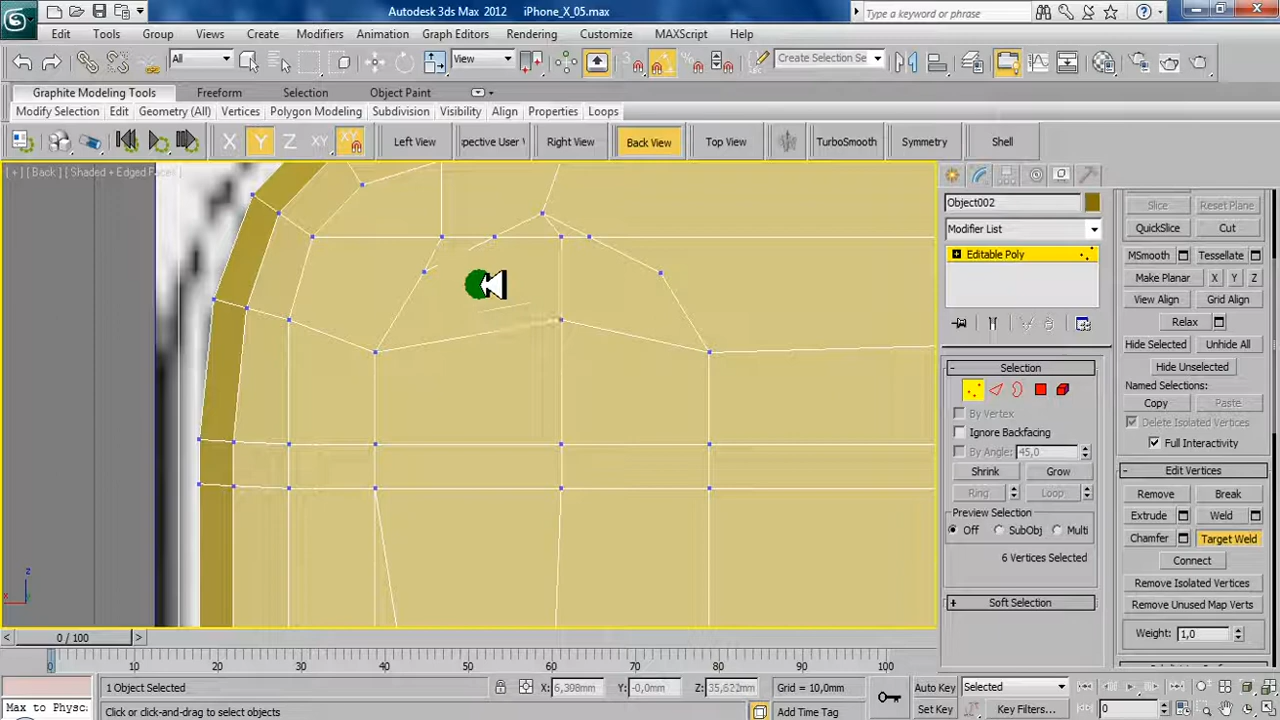 Autodesk 3ds Max 2012 iPhone_X_05.max
Type a keyword or phrase
Edit Tools Group Views Create Modifiers Animation Graph Editors Rendering Customize MAXScript Help
All View Create Selection Se
Graphite Modeling Tools Freeform Selection Object Paint
Modify Selection Edit Geometry (All) Vertices Polygon Modeling Subdivision Visibility Align Properties Loops
X Y Z XY XY Left View pective User Right View Back View Top View TurboSmooth Symmetry Shell
[ + ] [ Back ] [ Shaded + Edged Faces ]
Object002
Modifier List
Editable Poly
Slice Reset Plane
QuickSlice Cut
MSmooth Tessellate
Make Planar X Y Z
View Align Grid Align
Relax
Hide Selected Unhide All
Hide Unselected
Named Selections:
Copy Paste
Delete Isolated Vertices
Full Interactivity
Selection
By Vertex
Ignore Backfacing
By Angle: 45,0
Shrink Grow
Ring Loop
Preview Selection
Off SubObj Multi
6 Vertices Selected
Soft Selection
Edit Vertices
Remove Break
Extrude Weld
Chamfer Target Weld
Connect
Remove Isolated Vertices
Remove Unused Map Verts
Weight: 1,0
z
x
0 / 100
0 10 20 30 40 50 60 70 80 90 100
1 Object Selected X: 6,398mm Y: -0,0mm Z: 35,622mm Grid = 10,0mm Auto Key Selected
Max to Physc Click or click-and-drag to select objects Add Time Tag Set Key Key Filters... 0